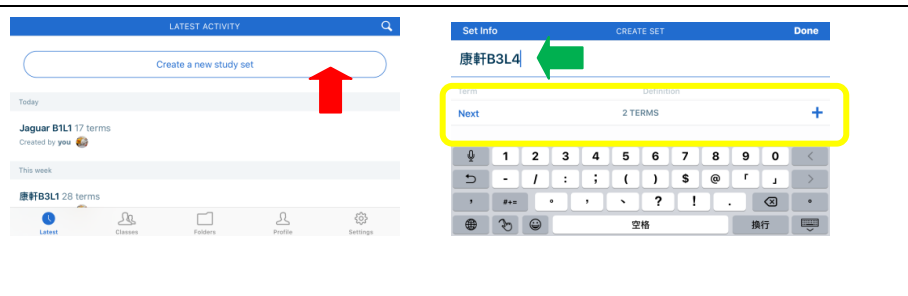 LATEST ACTIVITY
Create a new study set
Today
Jaguar B1L1 17 terms
Created by you
This week
康軒B3L1 28 terms
Latest
Classes
Folders
Profile
Settings
Set Info CREATE SET Done
康軒B3L4
Term Definition
Next 2 TERMS +
1 2 3 4 5 6 7 8 9 0 <
- / : ; ( ) $ @ 「 」 >
， #+= 。 ， 、 ? ! . °
空格 換行